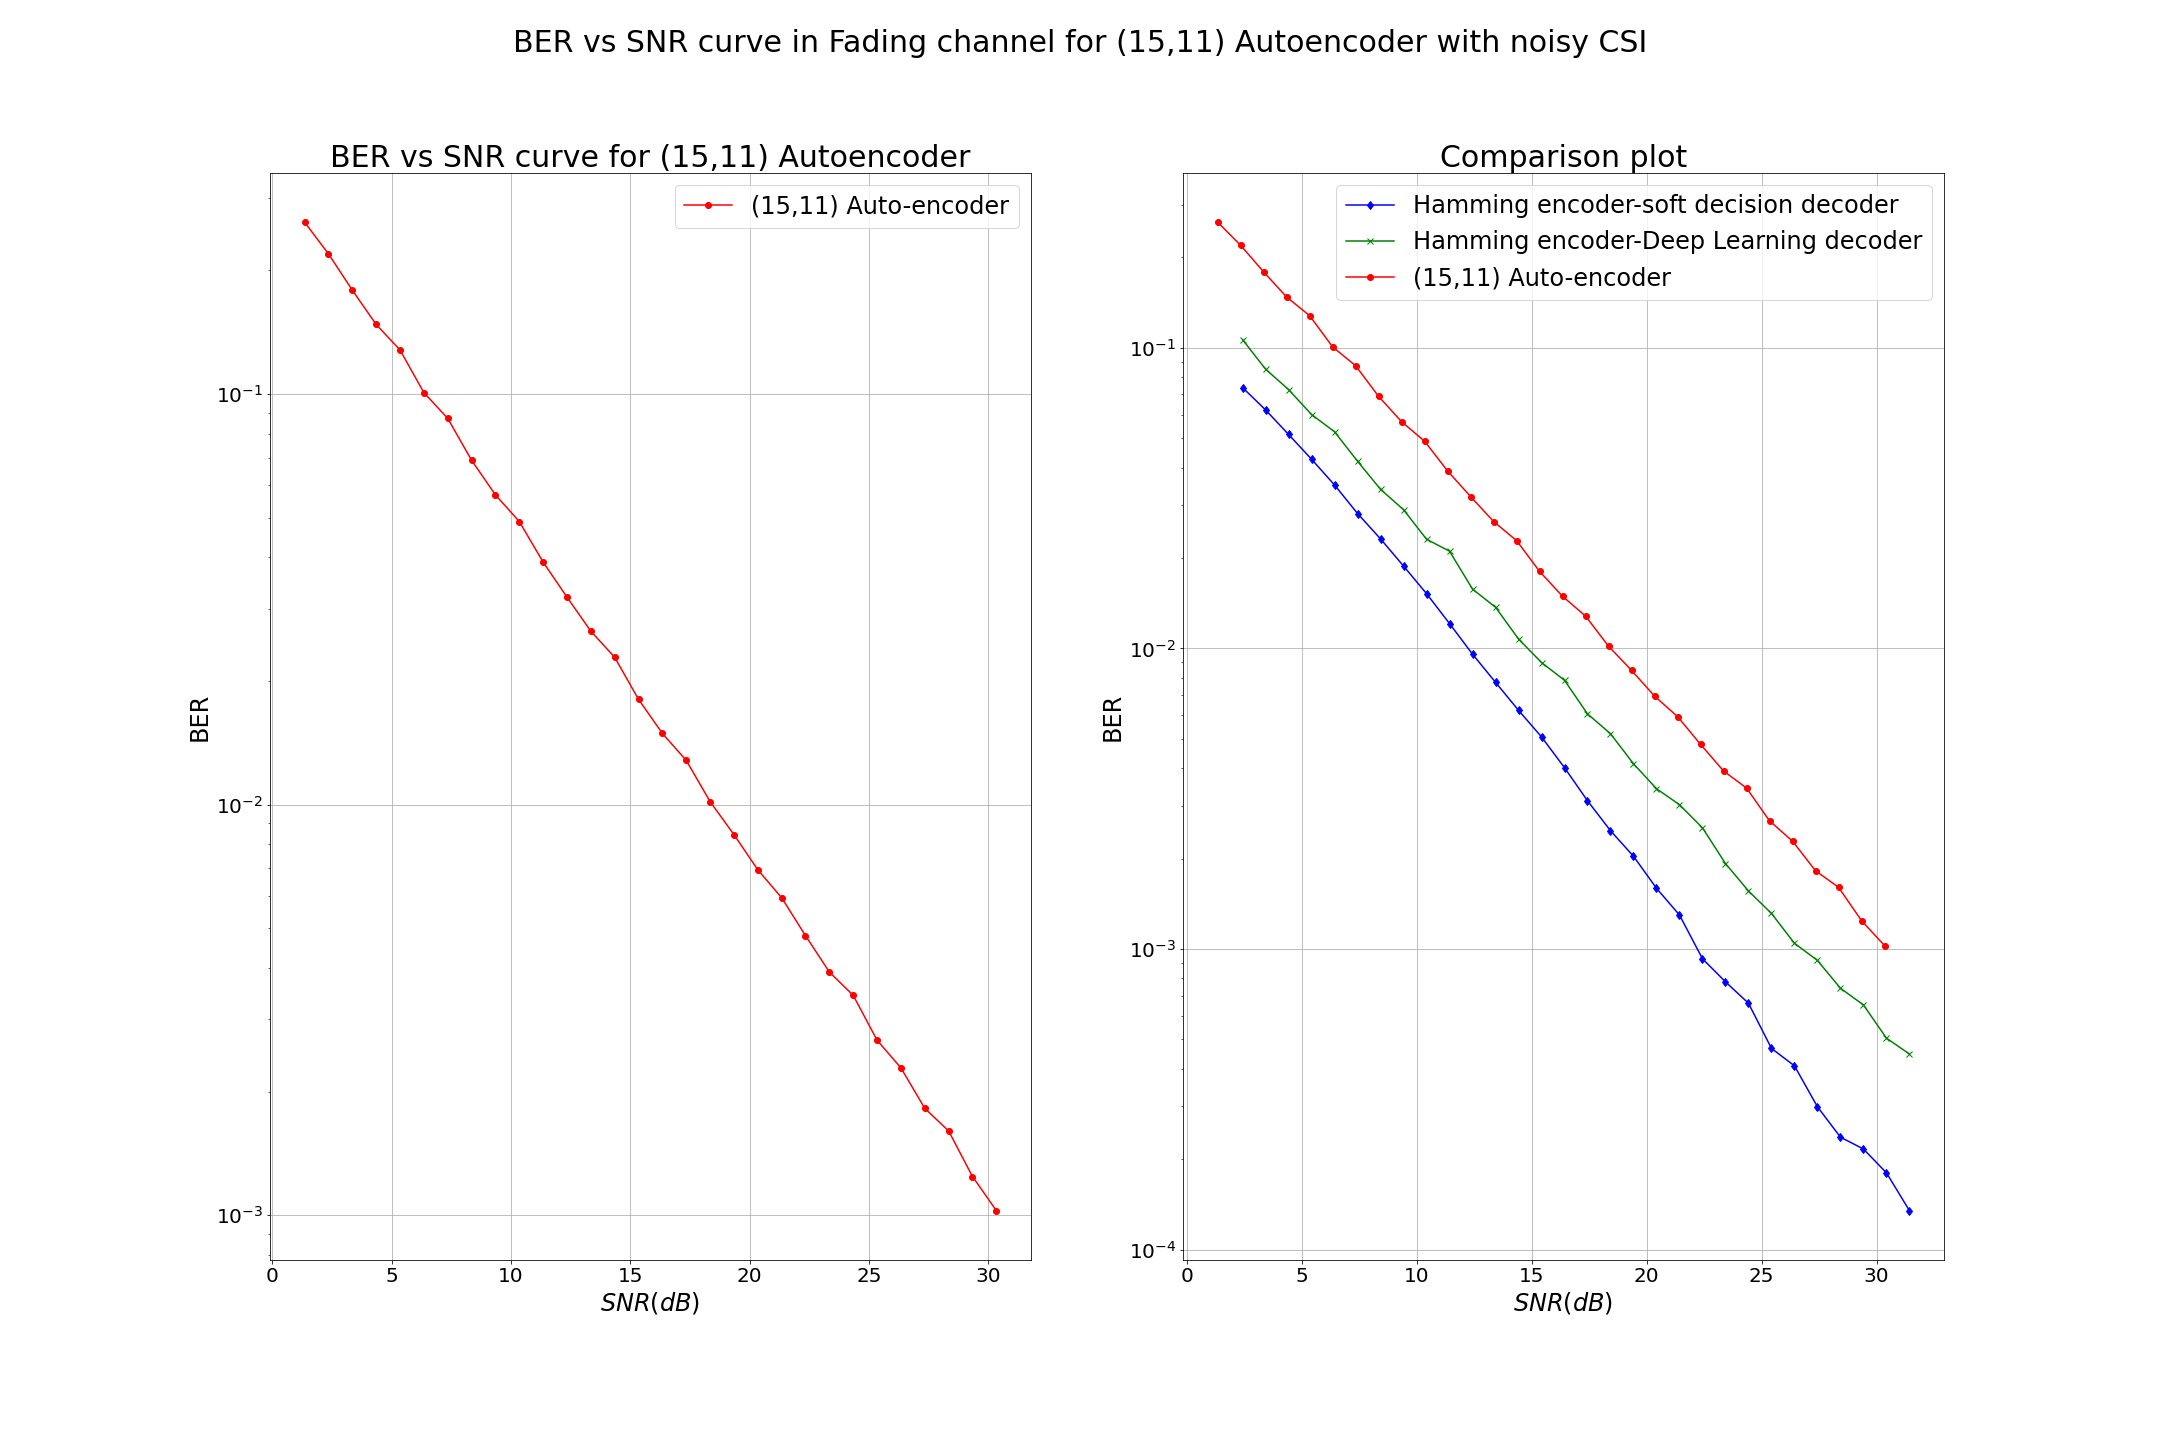 BER vs SNR curve in Fading channel for (15,11) Autoencoder with noisy CSI
BER vs SNR curve for (15,11) Autoencoder
(15,11) Auto-encoder
BER
10⁻¹
10⁻²
10⁻³
0 5 10 15 20 25 30
SNR(dB)
Comparison plot
Hamming encoder-soft decision decoder
Hamming encoder-Deep Learning decoder
(15,11) Auto-encoder
BER
10⁻¹
10⁻²
10⁻³
10⁻⁴
0 5 10 15 20 25 30
SNR(dB)